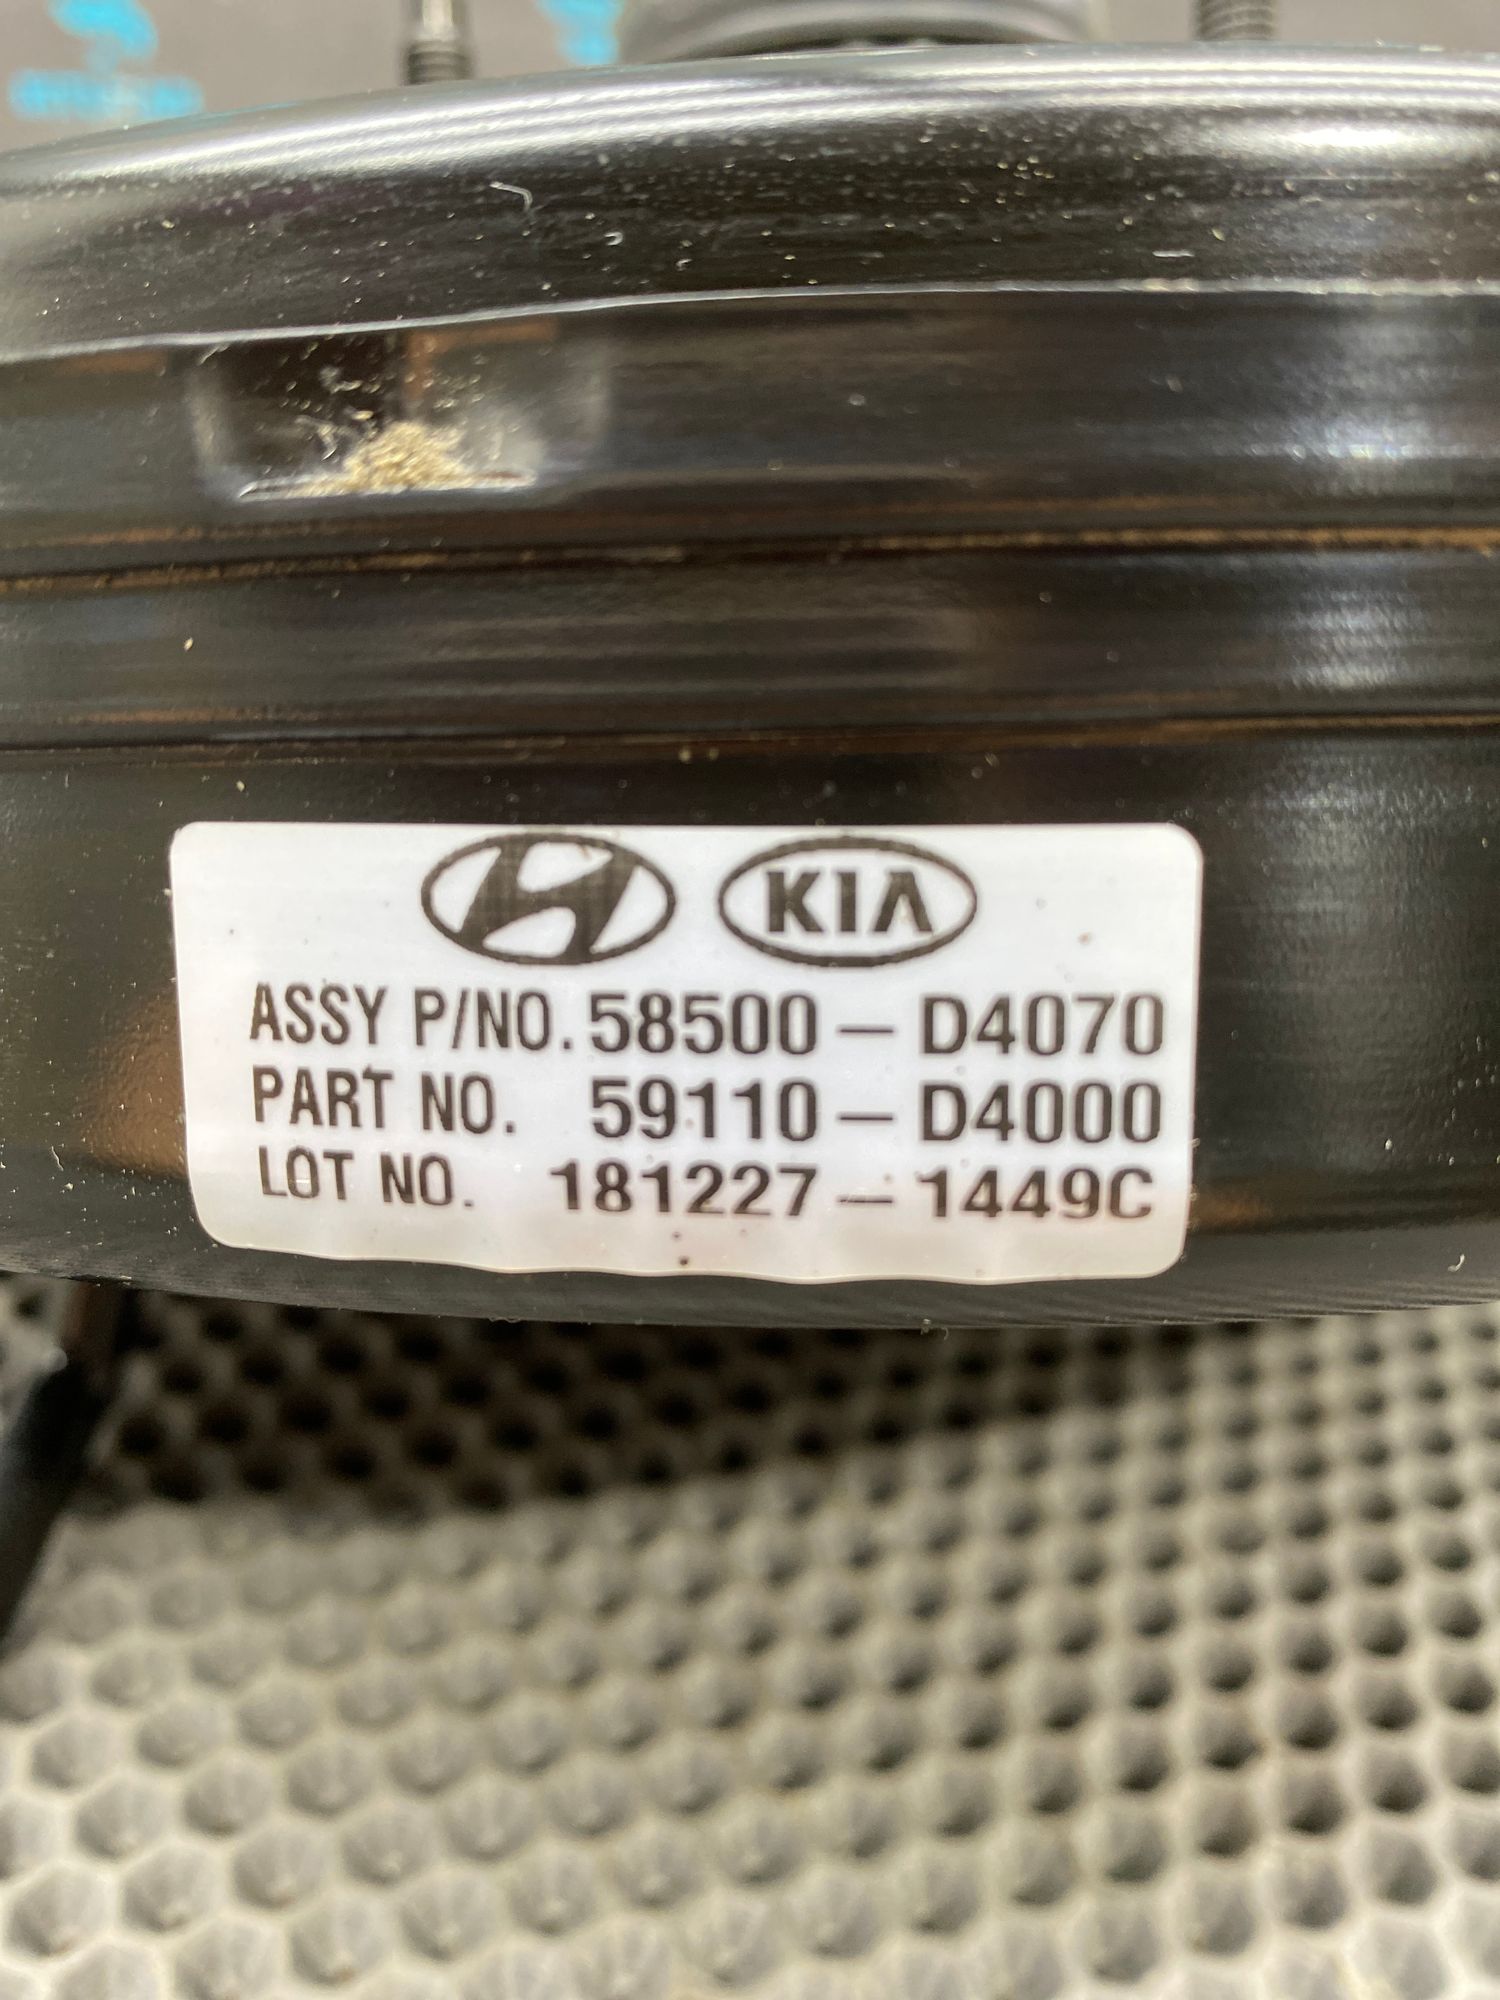 KIA
ASSY P/NO. 58500 – D4070
PART NO. 59110 – D4000
LOT NO. 181227 – 1449C